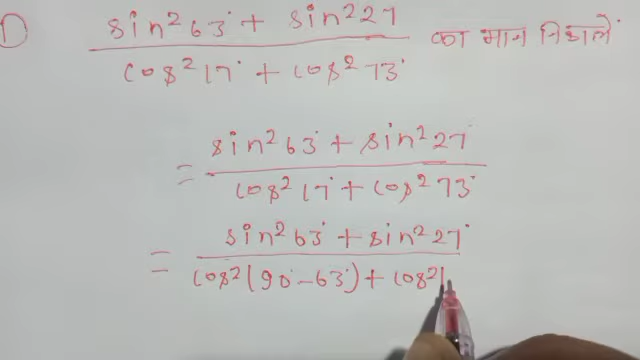 1) sin²63° + sin²27
cos²17° + cos²73° का मान निकालें
= sin²63° + sin²27°
cos²17° + cos²73°
= sin²63° + sin²27°
cos²(90° - 63°) + cos²